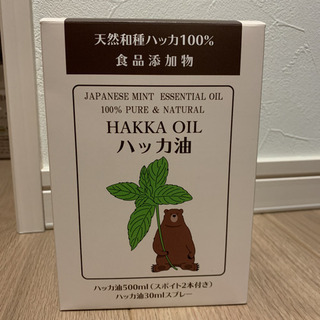 天然和種ハッカ100%
食品添加物
JAPANESE MINT ESSENTIAL OIL
100% PURE & NATURAL
HAKKA OIL
ハッカ油
ハッカ油500ml(スポイト2本付き)
ハッカ油30mlスプレー